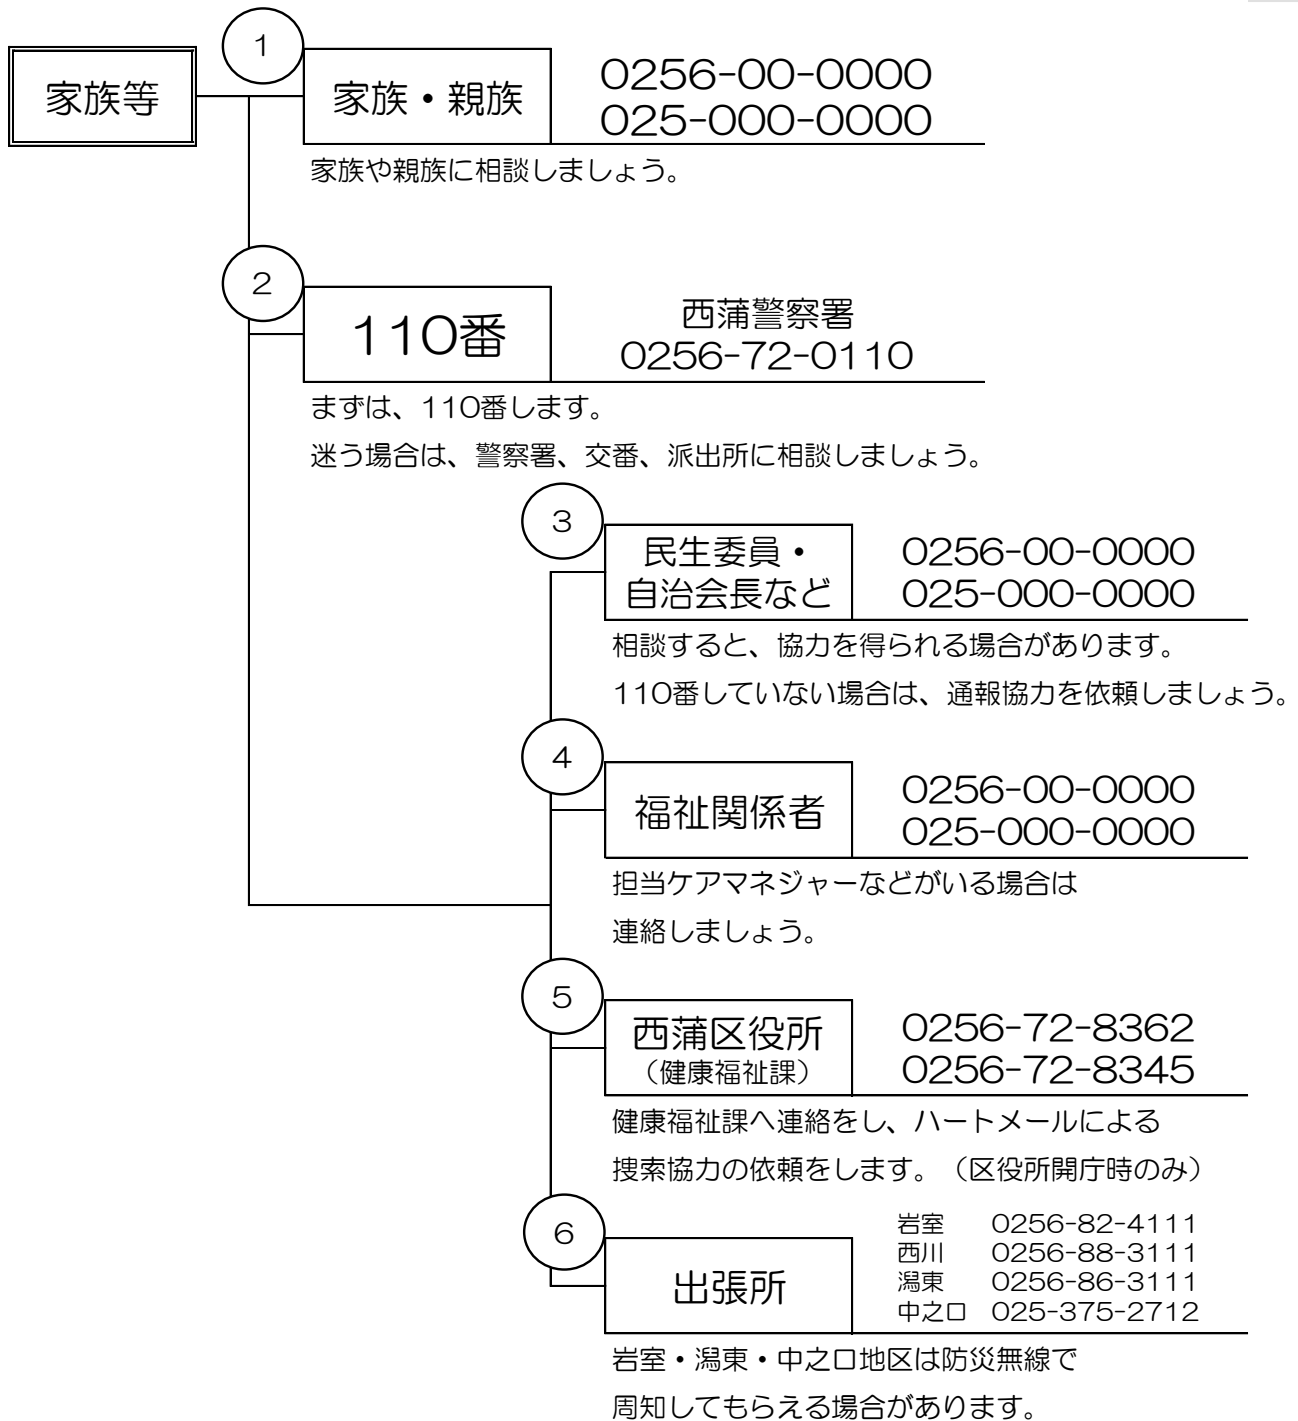 家族等
1
家族・親族
0256-00-0000
025-000-0000
家族や親族に相談しましょう。
2
110番
西蒲警察署
0256-72-0110
まずは、110番します。
迷う場合は、警察署、交番、派出所に相談しましょう。
3
民生委員・
自治会長など
0256-00-0000
025-000-0000
相談すると、協力を得られる場合があります。
110番していない場合は、通報協力を依頼しましょう。
4
福祉関係者
0256-00-0000
025-000-0000
担当ケアマネジャーなどがいる場合は
連絡しましょう。
5
西蒲区役所
（健康福祉課）
0256-72-8362
0256-72-8345
健康福祉課へ連絡をし、ハートメールによる
捜索協力の依頼をします。（区役所開庁時のみ）
6
出張所
岩室 0256-82-4111
西川 0256-88-3111
潟東 0256-86-3111
中之口 025-375-2712
岩室・潟東・中之口地区は防災無線で
周知してもらえる場合があります。